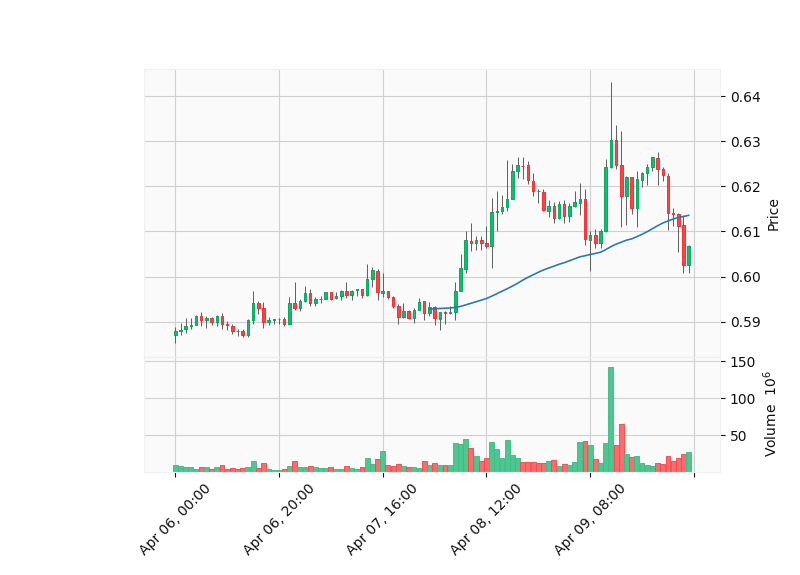 0.64
0.63
0.62
0.61
0.60
0.59
Price
150
100
50
Volume 10^6
Apr 06, 00:00
Apr 06, 20:00
Apr 07, 16:00
Apr 08, 12:00
Apr 09, 08:00